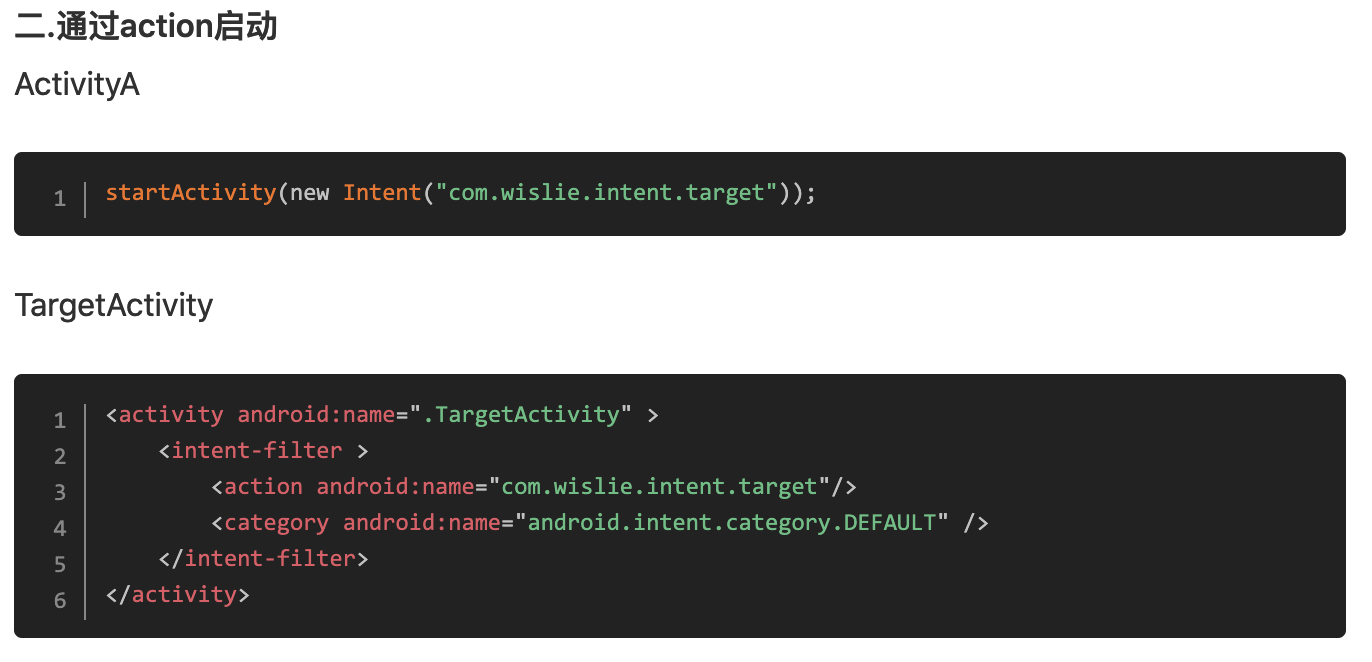 二.通过action启动
ActivityA
1 startActivity(new Intent("com.wislie.intent.target"));
TargetActivity
1 <activity android:name=".TargetActivity" >
2     <intent-filter >
3         <action android:name="com.wislie.intent.target"/>
4         <category android:name="android.intent.category.DEFAULT" />
5     </intent-filter>
6 </activity>